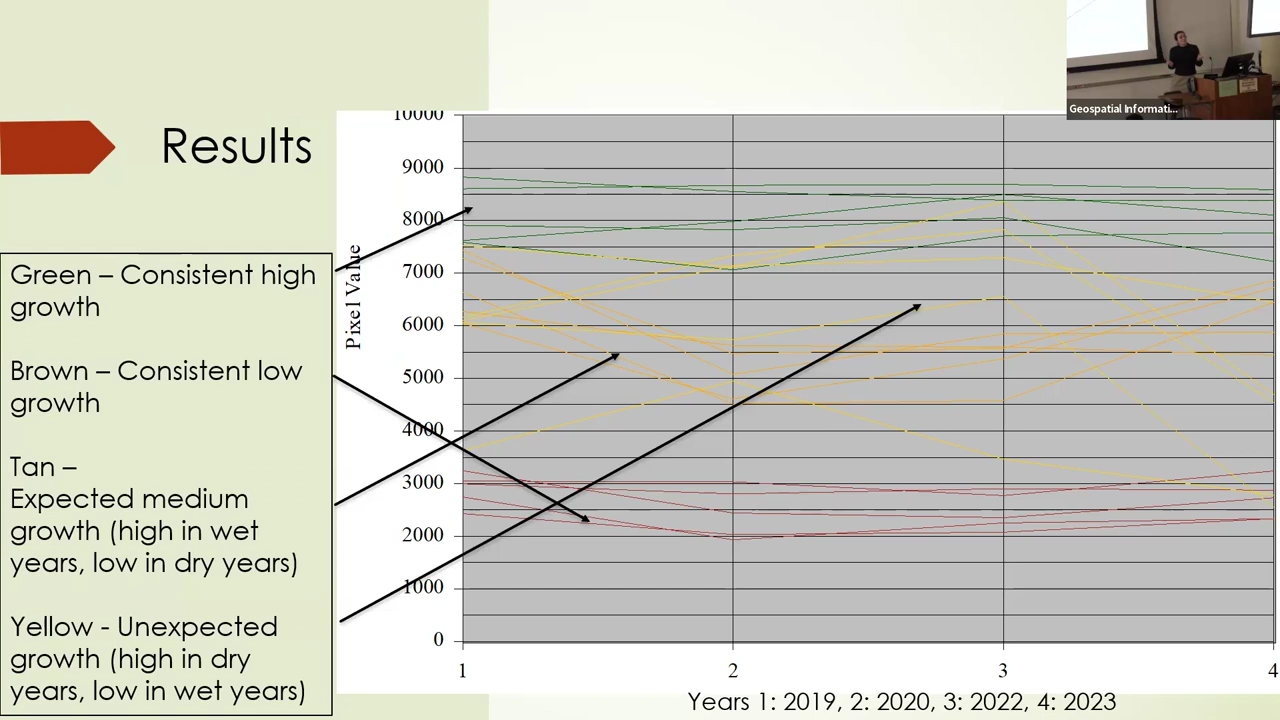 Geospatial Informati...
Results
Green – Consistent high
growth
Brown – Consistent low
growth
Tan –
Expected medium
growth (high in wet
years, low in dry years)
Yellow - Unexpected
growth (high in dry
years, low in wet years)
Pixel Value
10000
9000
8000
7000
6000
5000
4000
3000
2000
1000
0
1 2 3 4
Years 1: 2019, 2: 2020, 3: 2022, 4: 2023